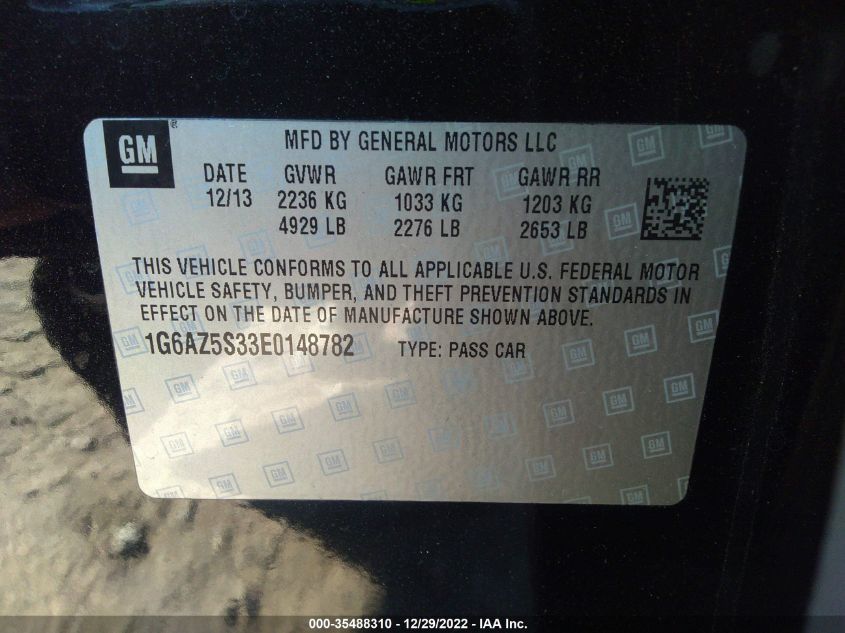 GM ®
MFD BY GENERAL MOTORS LLC
DATE GVWR GAWR FRT GAWR RR
12/13 2236 KG 1033 KG 1203 KG
4929 LB 2276 LB 2653 LB
THIS VEHICLE CONFORMS TO ALL APPLICABLE U.S. FEDERAL MOTOR
VEHICLE SAFETY, BUMPER, AND THEFT PREVENTION STANDARDS IN
EFFECT ON THE DATE OF MANUFACTURE SHOWN ABOVE.
1G6AZ5S33E0148782 TYPE: PASS CAR
000-35488310 - 12/29/2022 - IAA Inc.